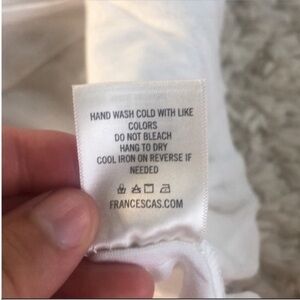 HAND WASH COLD WITH LIKE
COLORS
DO NOT BLEACH
HANG TO DRY
COOL IRON ON REVERSE IF
NEEDED
FRANCESCAS.COM